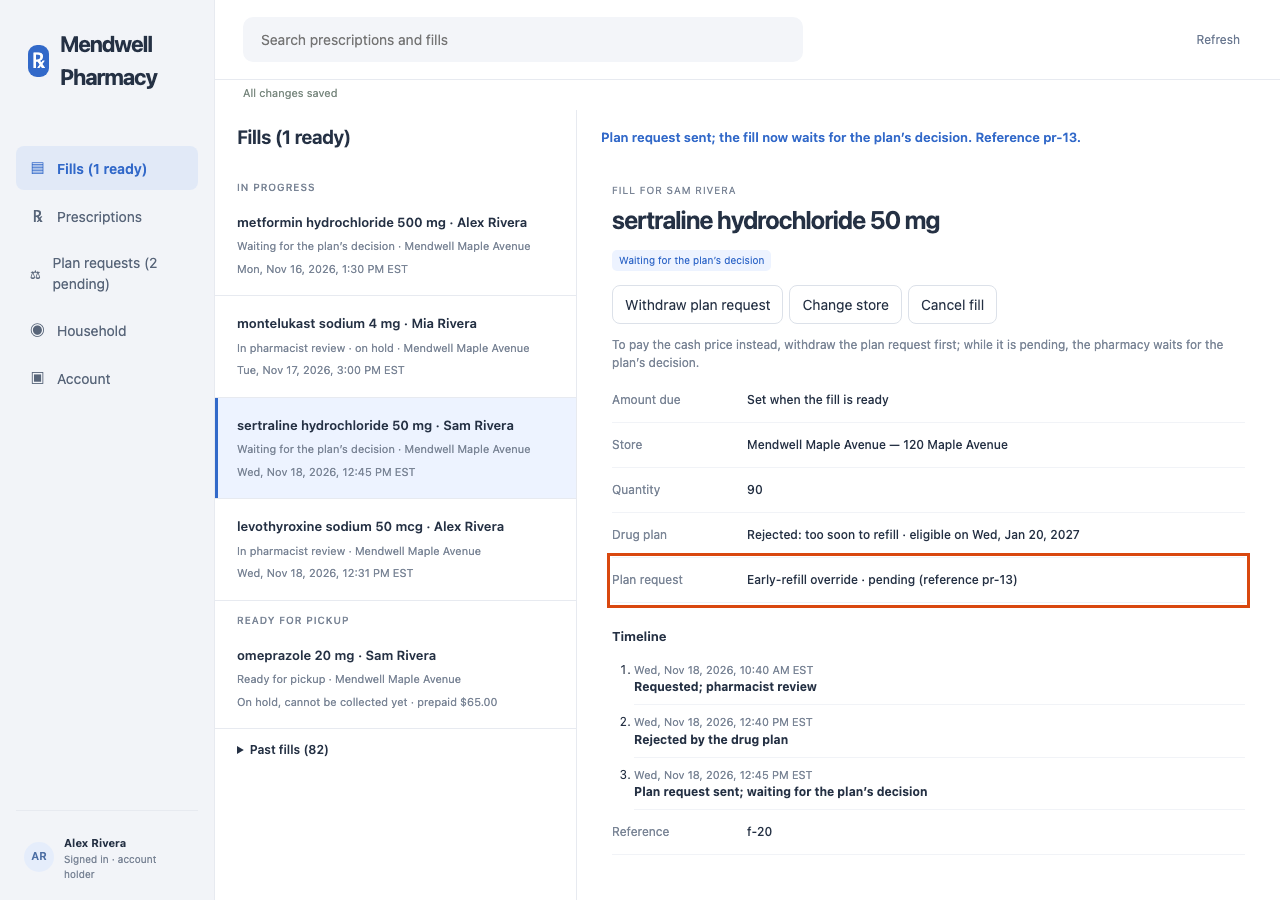 ℞ Mendwell
Pharmacy
Fills (1 ready)
℞ Prescriptions
Plan requests (2
pending)
Household
Account
AR
Alex Rivera
Signed in · account
holder
Search prescriptions and fills
Refresh
All changes saved
Fills (1 ready)
IN PROGRESS
metformin hydrochloride 500 mg · Alex Rivera
Waiting for the plan’s decision · Mendwell Maple Avenue
Mon, Nov 16, 2026, 1:30 PM EST
montelukast sodium 4 mg · Mia Rivera
In pharmacist review · on hold · Mendwell Maple Avenue
Tue, Nov 17, 2026, 3:00 PM EST
sertraline hydrochloride 50 mg · Sam Rivera
Waiting for the plan’s decision · Mendwell Maple Avenue
Wed, Nov 18, 2026, 12:45 PM EST
levothyroxine sodium 50 mcg · Alex Rivera
In pharmacist review · Mendwell Maple Avenue
Wed, Nov 18, 2026, 12:31 PM EST
READY FOR PICKUP
omeprazole 20 mg · Sam Rivera
Ready for pickup · Mendwell Maple Avenue
On hold, cannot be collected yet · prepaid $65.00
Past fills (82)
Plan request sent; the fill now waits for the plan’s decision. Reference pr-13.
FILL FOR SAM RIVERA
sertraline hydrochloride 50 mg
Waiting for the plan’s decision
Withdraw plan request
Change store
Cancel fill
To pay the cash price instead, withdraw the plan request first; while it is pending, the pharmacy waits for the
plan’s decision.
Amount due Set when the fill is ready
Store Mendwell Maple Avenue — 120 Maple Avenue
Quantity 90
Drug plan Rejected: too soon to refill · eligible on Wed, Jan 20, 2027
Plan request Early-refill override · pending (reference pr-13)
Timeline
1. Wed, Nov 18, 2026, 10:40 AM EST
Requested; pharmacist review
2. Wed, Nov 18, 2026, 12:40 PM EST
Rejected by the drug plan
3. Wed, Nov 18, 2026, 12:45 PM EST
Plan request sent; waiting for the plan’s decision
Reference f-20